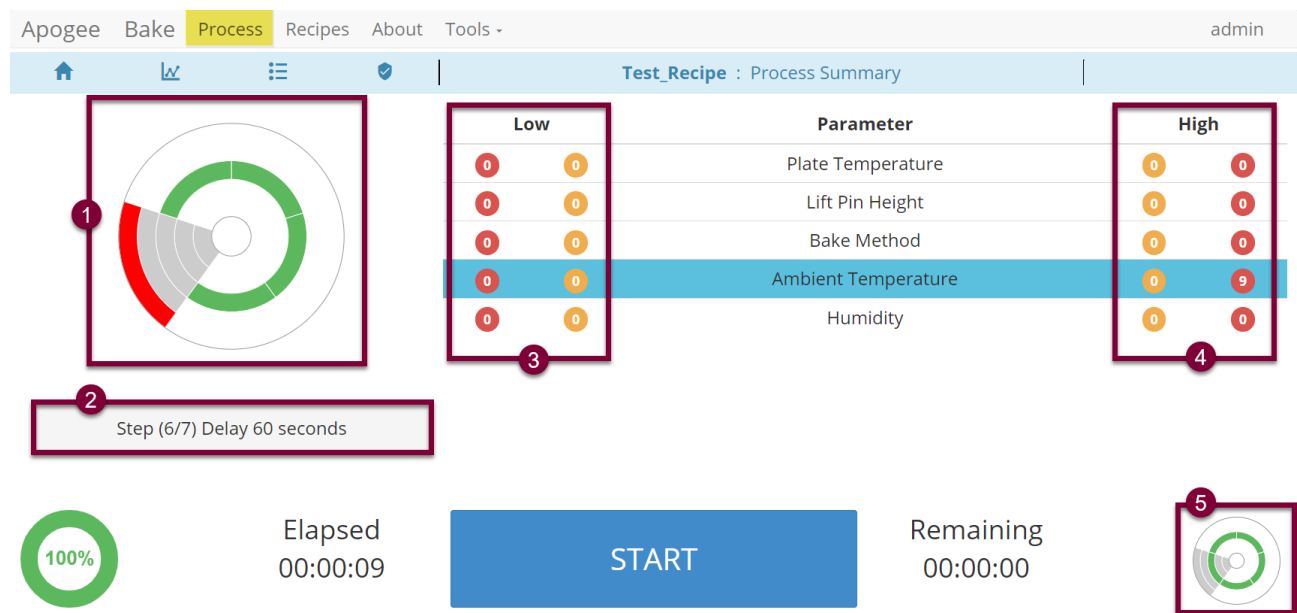 Apogee Bake Process Recipes About Tools admin
Test_Recipe : Process Summary
Low Parameter High
0 0 Plate Temperature 0 0
0 0 Lift Pin Height 0 0
0 0 Bake Method 0 0
0 0 Ambient Temperature 0 9
0 0 Humidity 0 0
1
3
4
2
Step (6/7) Delay 60 seconds
5
100%
Elapsed
00:00:09
START
Remaining
00:00:00